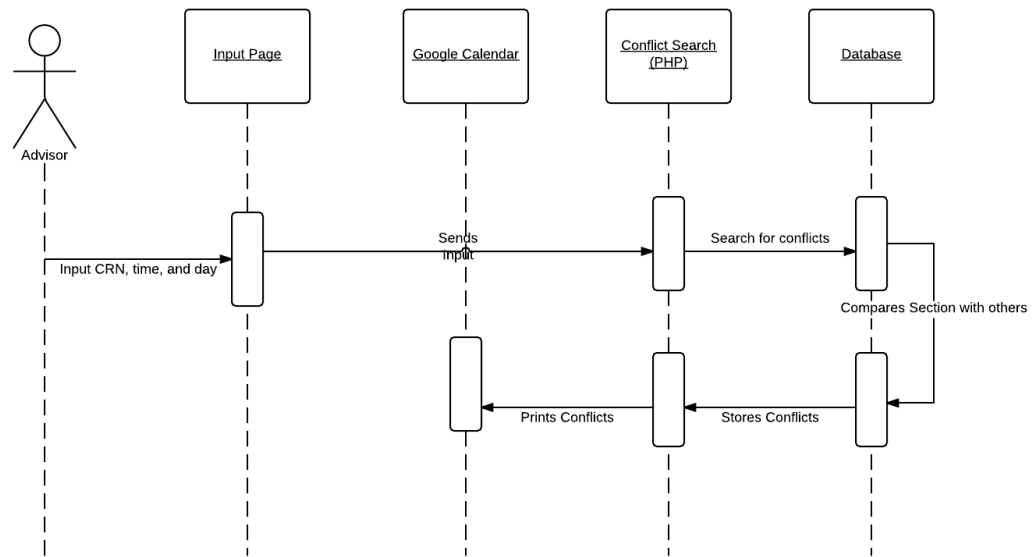 Input Page
Google Calendar
Conflict Search
(PHP)
Database
Advisor
Sends
Input
Search for conflicts
Input CRN, time, and day
Compares Section with others
Prints Conflicts
Stores Conflicts